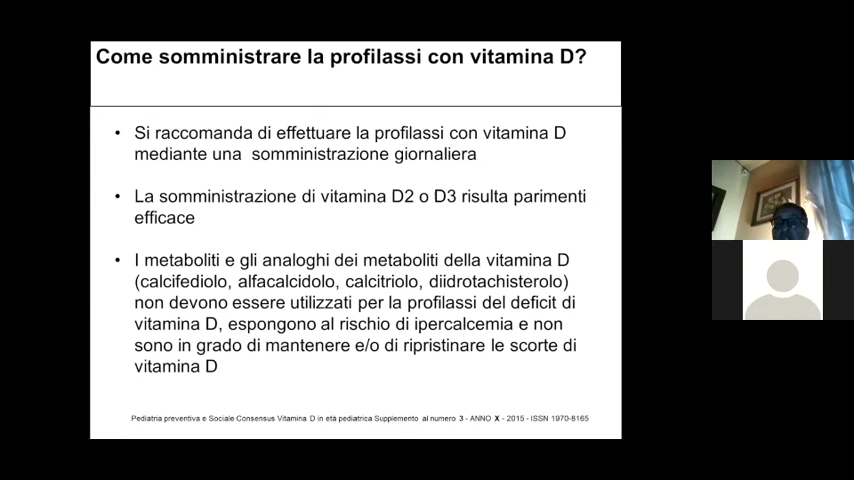 Come somministrare la profilassi con vitamina D?
• Si raccomanda di effettuare la profilassi con vitamina D
mediante una somministrazione giornaliera
• La somministrazione di vitamina D2 o D3 risulta parimenti
efficace
• I metaboliti e gli analoghi dei metaboliti della vitamina D
(calcifediolo, alfacalcidolo, calcitriolo, diidrotachisterolo)
non devono essere utilizzati per la profilassi del deficit di
vitamina D, espongono al rischio di ipercalcemia e non
sono in grado di mantenere e/o di ripristinare le scorte di
vitamina D
Pediatria preventiva e Sociale Consensus Vitamina D in età pediatrica Supplemento al numero 3 - ANNO X - 2015 - ISSN 1970-8165